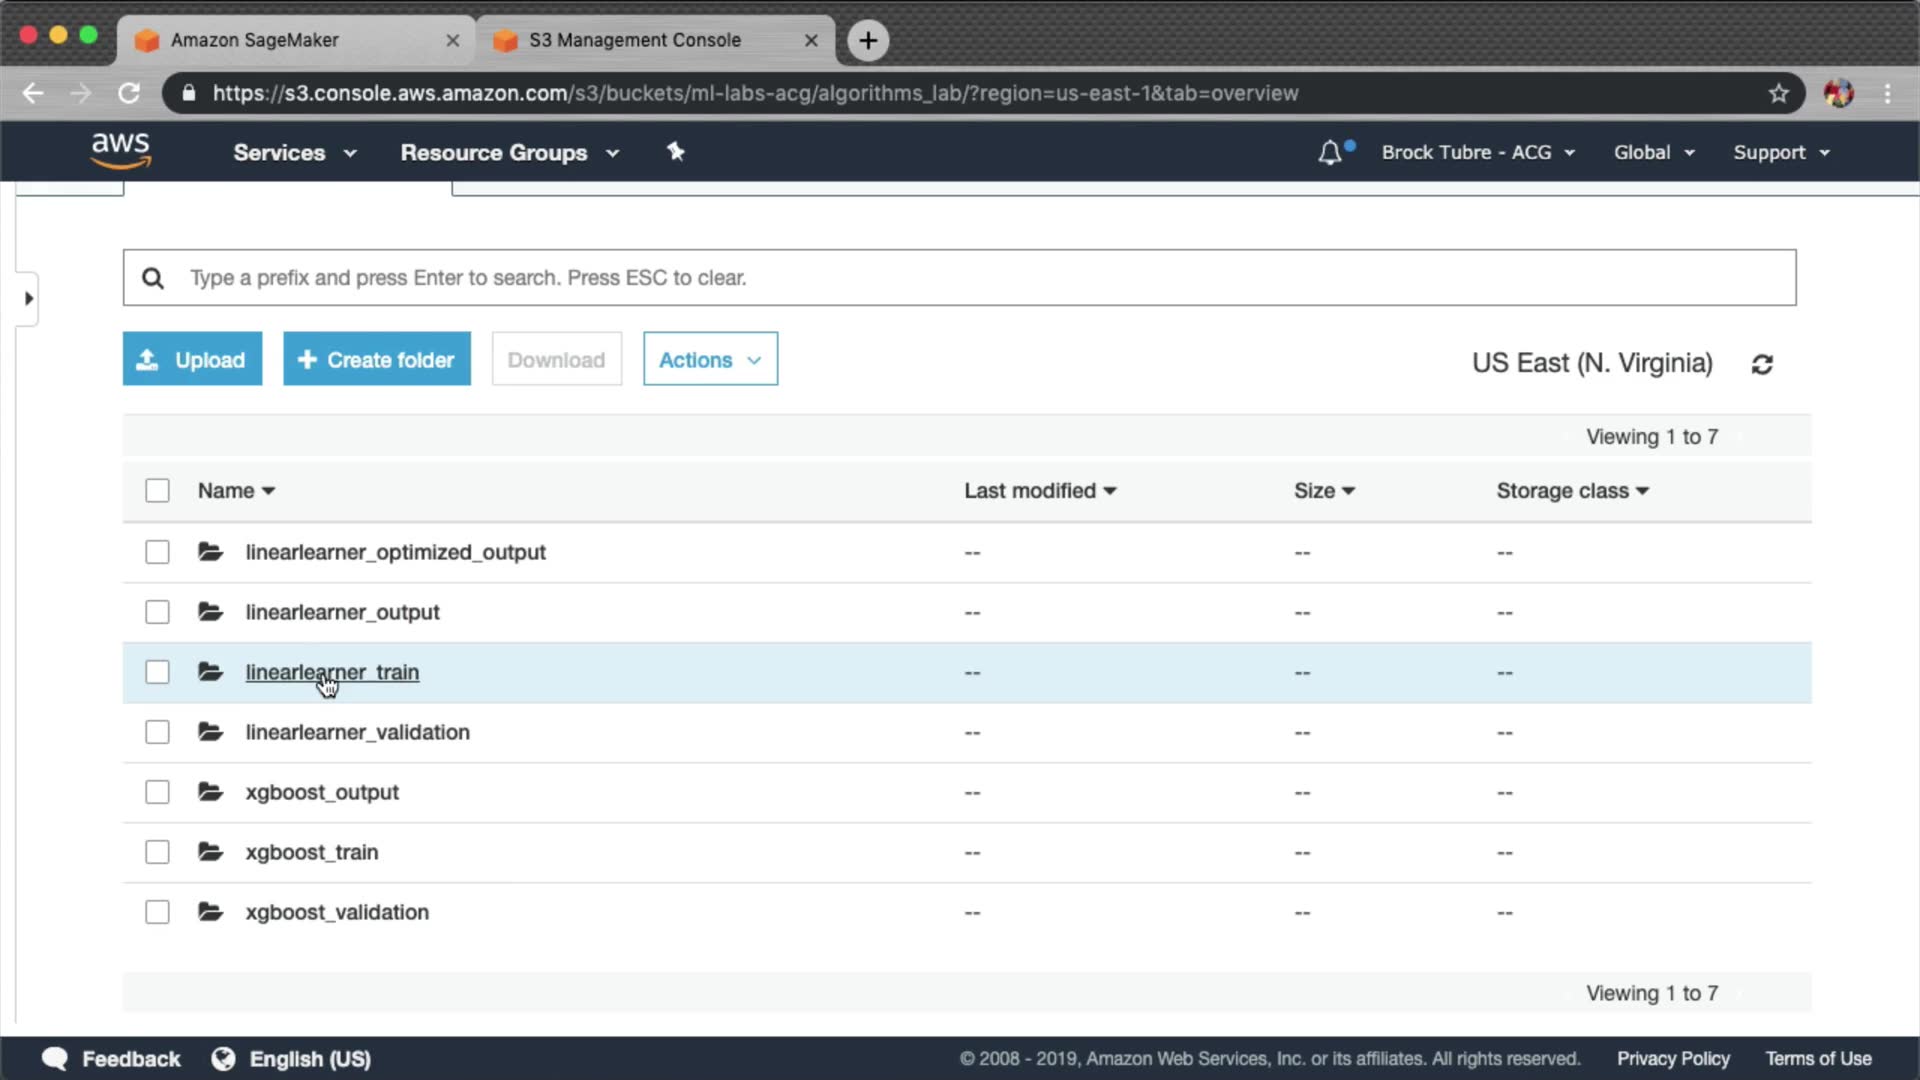 Amazon SageMaker
S3 Management Console
https://s3.console.aws.amazon.com/s3/buckets/ml-labs-acg/algorithms_lab/?region=us-east-1&tab=overview
aws
Services
Resource Groups
Brock Tubre - ACG
Global
Support
Type a prefix and press Enter to search. Press ESC to clear.
Upload
Create folder
Download
Actions
US East (N. Virginia)
Viewing 1 to 7
Name
Last modified
Size
Storage class
linearlearner_optimized_output -- -- --
linearlearner_output -- -- --
linearlearner_train -- -- --
linearlearner_validation -- -- --
xgboost_output -- -- --
xgboost_train -- -- --
xgboost_validation -- -- --
Viewing 1 to 7
Feedback
English (US)
© 2008 - 2019, Amazon Web Services, Inc. or its affiliates. All rights reserved.
Privacy Policy
Terms of Use